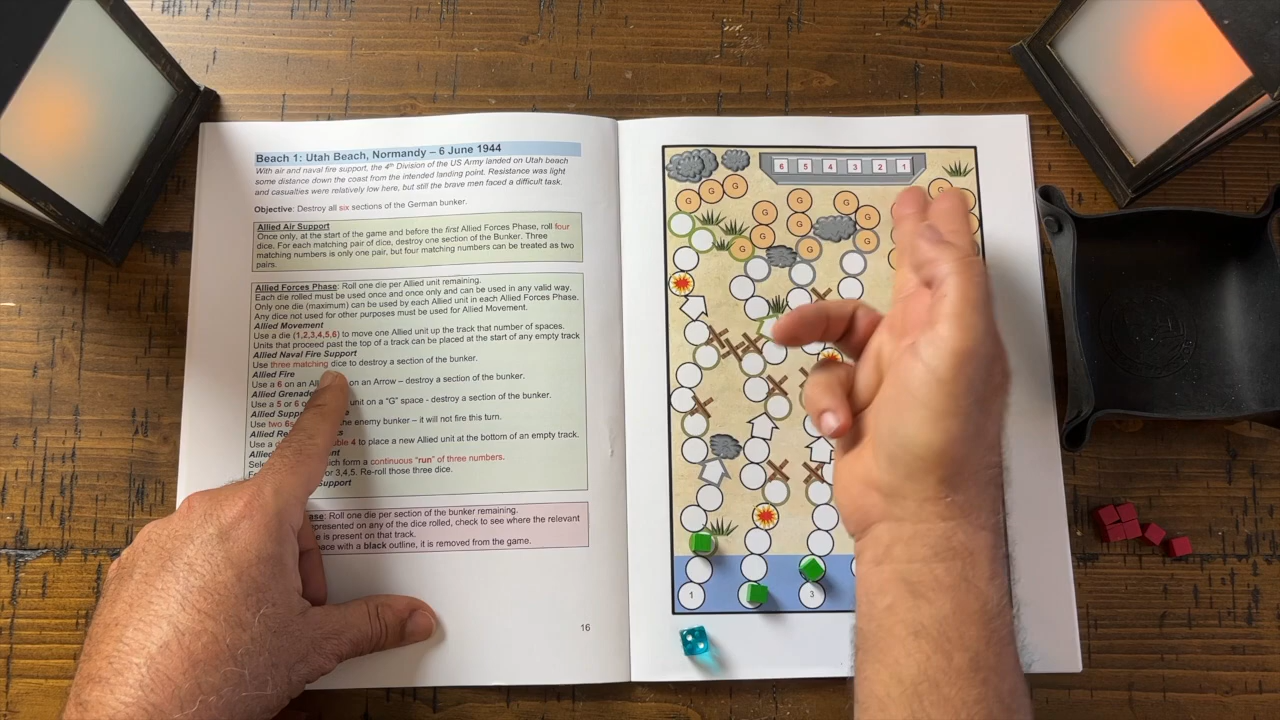 Beach 1: Utah Beach, Normandy – 6 June 1944
With air and naval fire support, the 4th Division of the US Army landed on Utah beach
some distance down the coast from the intended landing point. Resistance was light
and casualties were relatively low here, but still the brave men faced a difficult task.
Objective: Destroy all six sections of the German bunker.
Allied Air Support
Once only, at the start of the game and before the first Allied Forces Phase, roll four
dice. For each matching pair of dice, destroy one section of the Bunker. Three
matching numbers is only one pair, but four matching numbers can be treated as two
pairs.
Allied Forces Phase: Roll one die per Allied unit remaining.
Each die rolled must be used once and once only and can be used in any valid way.
Only one die (maximum) can be used by each Allied unit in each Allied Forces Phase.
Any dice not used for other purposes must be used for Allied Movement.
Allied Movement
Use a die (1,2,3,4,5,6) to move one Allied unit up the track that number of spaces.
Units that proceed past the top of a track can be placed at the start of any empty track
Allied Naval Fire Support
Use three matching dice to destroy a section of the bunker.
Allied Fire
Use a 6 on an on an Arrow – destroy a section of the bunker.
Allied
Use a 5 or 6 unit on a "G" space - destroy a section of the bunker.
Allied
Use two 6s the enemy bunker – it will not fire this turn.
Allied
Use a 4 to place a new Allied unit at the bottom of an empty track.
Allied
which form a continuous "run" of three numbers.
or 3,4,5. Re-roll those three dice.
Support
Roll one die per section of the bunker remaining.
on any of the dice rolled, check to see where the relevant
is present on that track.
with a black outline, it is removed from the game.
16
6 5 4 3 2 1
G G G G G G G G G G G G G
1 3